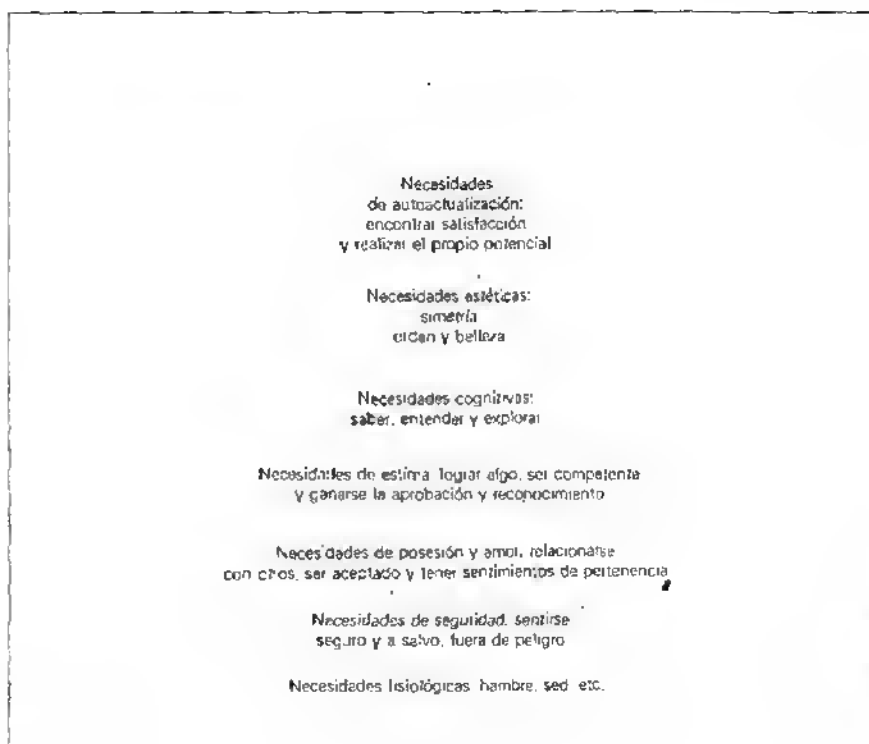 Necesidades
de autoactualización:
encontrar satisfacción
y realizar el propio potencial
Necesidades estéticas:
simetría
orden y belleza
Necesidades cognitivas:
saber, entender y explorar
Necesidades de estima lograr algo, ser competente
y ganarse la aprobación y reconocimiento
Necesidades de posesión y amor, relacionarse
con otros, ser aceptado y tener sentimientos de pertenencia
Necesidades de seguridad, sentirse
seguro y a salvo, fuera de peligro
Necesidades fisiológicas hambre, sed etc.